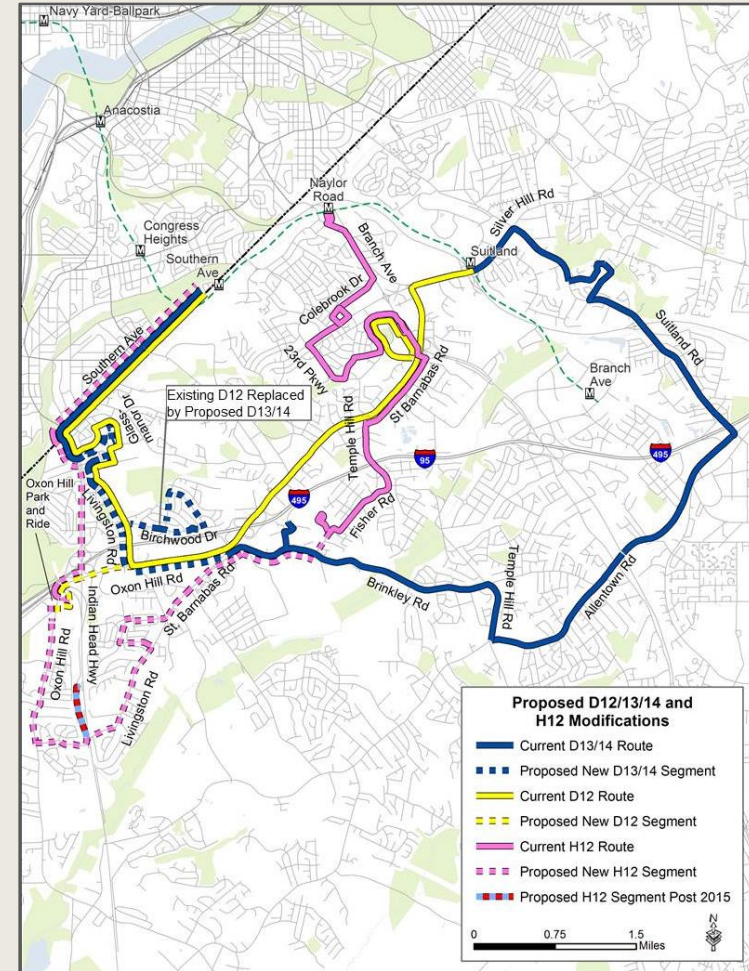 Navy Yard-Ballpark
M
M
Anacostia
Naylor
Road
M
Congress
Heights
M
Southern
Ave
M
Branch Ave
Silver Hill Rd
Suitland
M
Colebrook Dr
Southern Ave
23rd Pkwy
Suitland Rd
Branch
Ave
M
Existing D12 Replaced
by Proposed D13/14
Glass-
manor Dr
Temple Hill Rd
St Barnabas Rd
495
95
495
Oxon Hill
Park
and
Ride
Livingston Rd
Birchwood Dr
Fisher Rd
Oxon Hill Rd
St. Barnabas Rd
Brinkley Rd
Temple Hill Rd
Allentown Rd
Oxon Hill Rd
Indian Head Hwy
Livingston Rd
Proposed D12/13/14 and
H12 Modifications
Current D13/14 Route
Proposed New D13/14 Segment
Current D12 Route
Proposed New D12 Segment
Current H12 Route
Proposed New H12 Segment
Proposed H12 Segment Post 2015
0 0.75 1.5
Miles
N